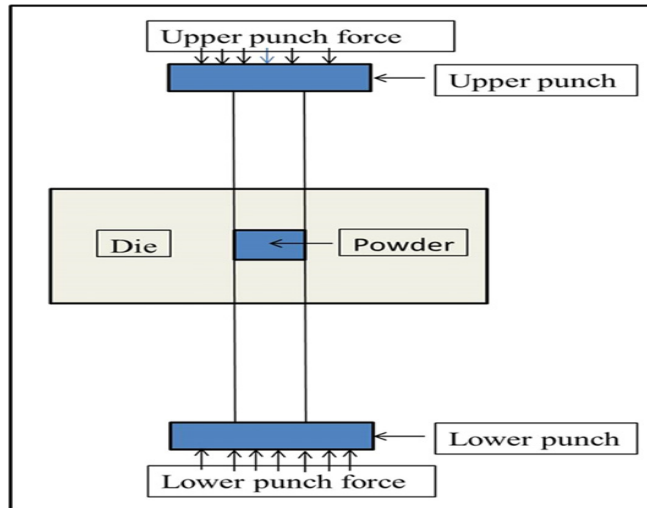 Upper punch force
Upper punch
Die
Powder
Lower punch
Lower punch force